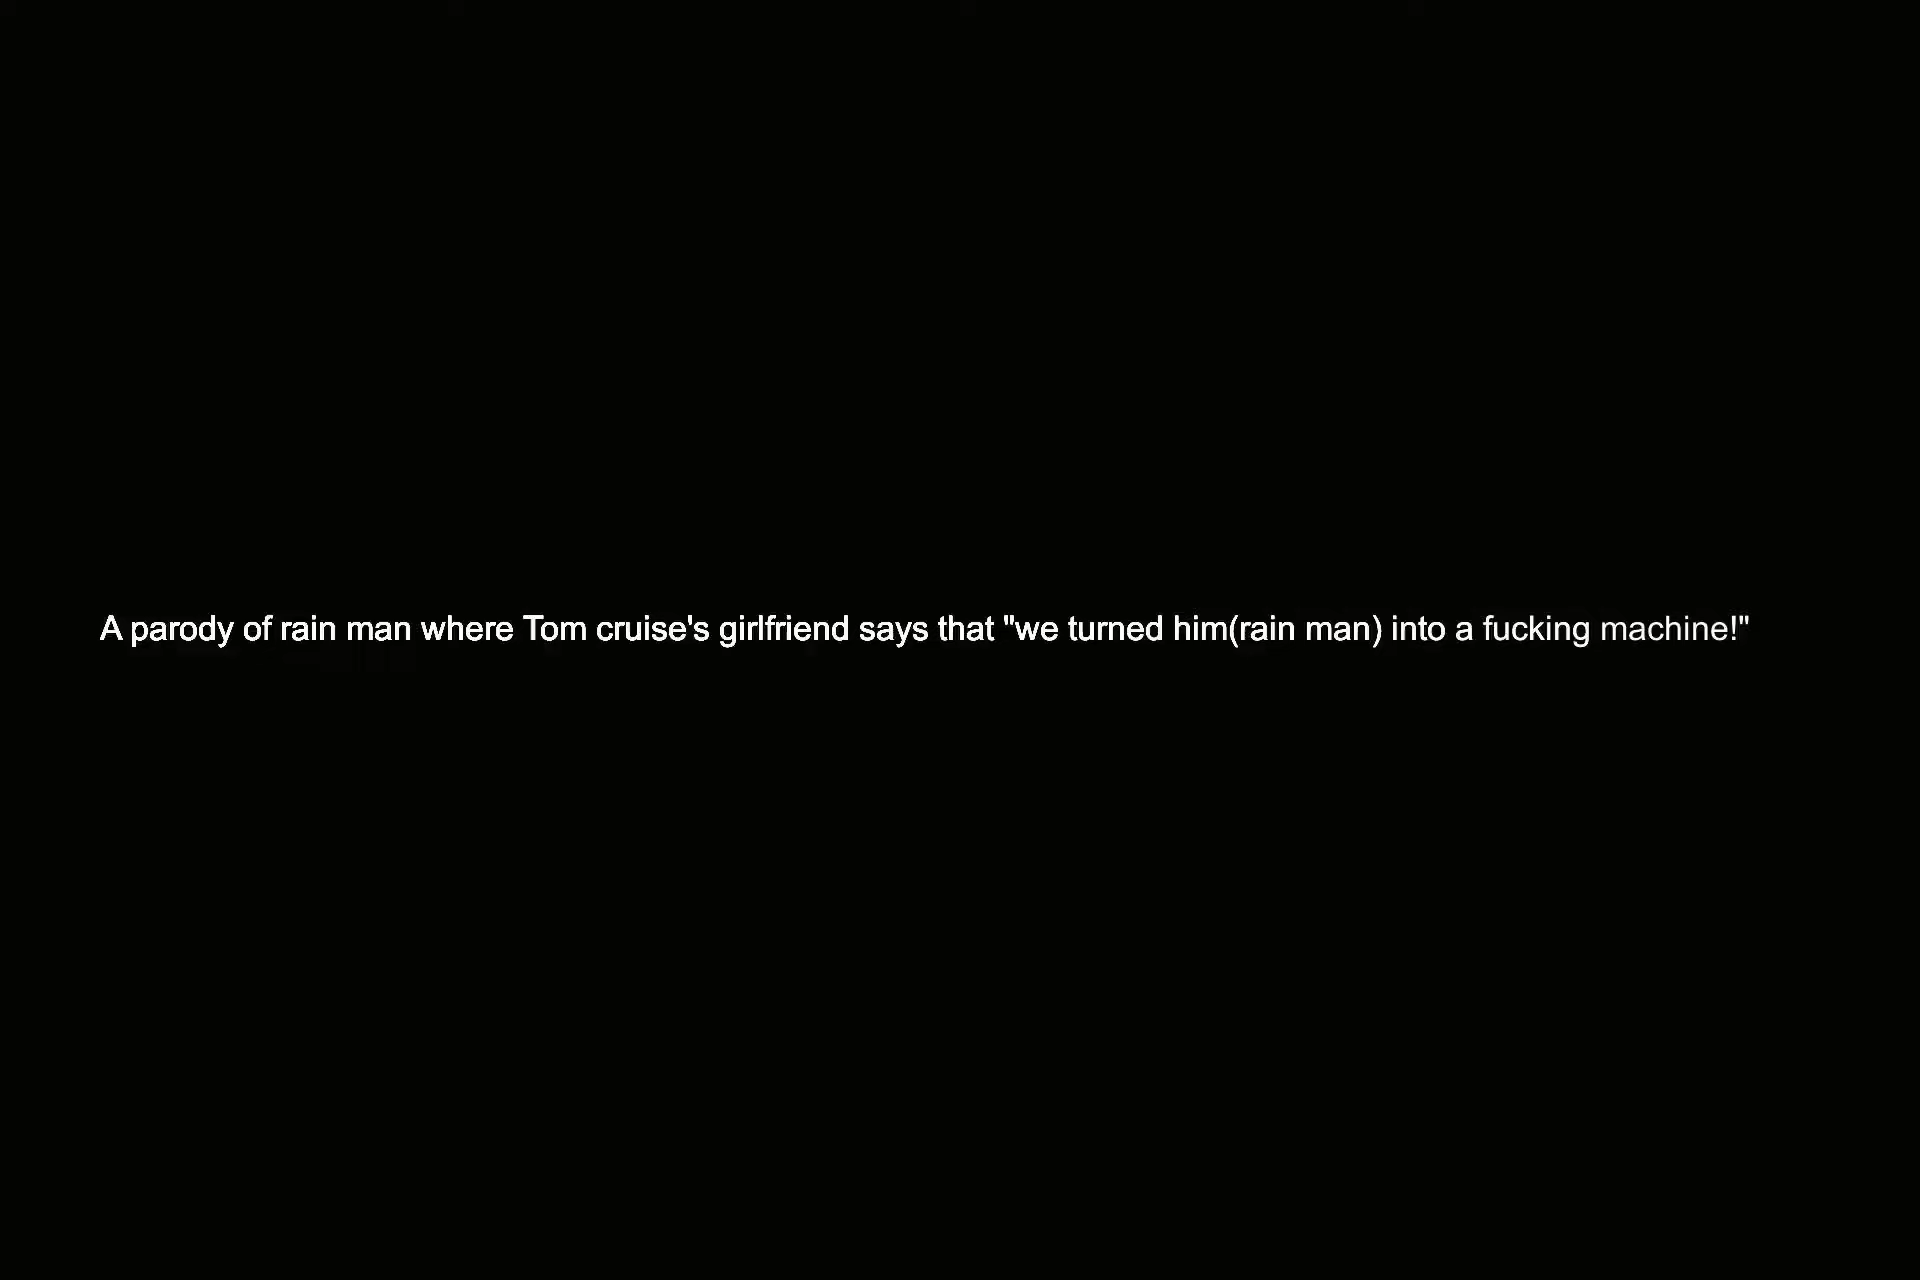 A parody of rain man where Tom cruise's girlfriend says that "we turned him(rain man) into a fucking machine!"